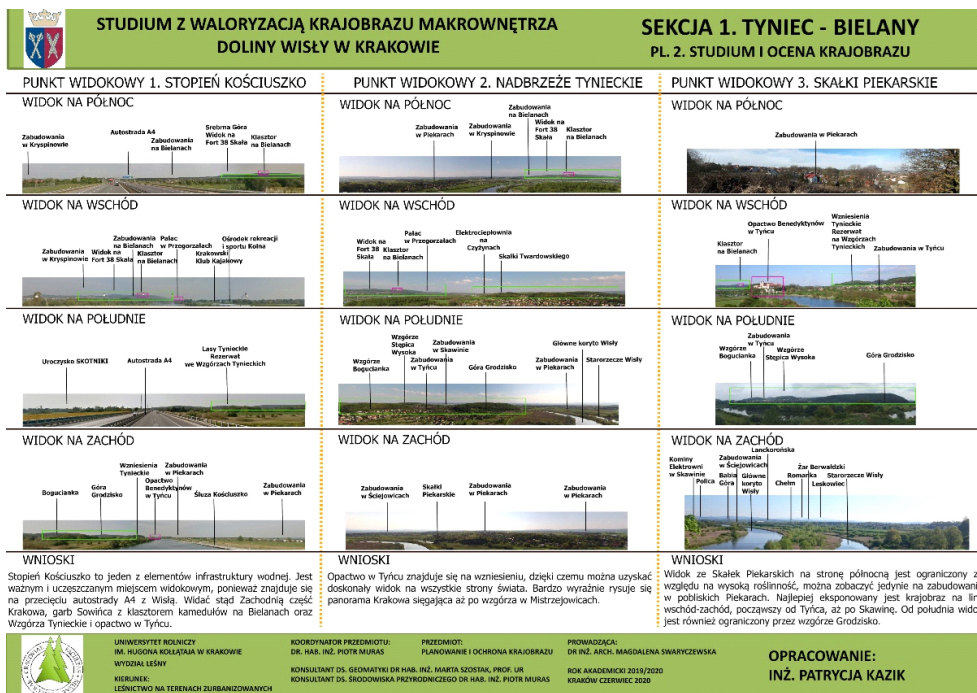 STUDIUM Z WALORYZACJĄ KRAJOBRAZU MAKROWNĘTRZA
DOLINY WISŁY W KRAKOWIE
SEKCJA 1. TYNIEC - BIELANY
PL. 2. STUDIUM I OCENA KRAJOBRAZU
PUNKT WIDOKOWY 1. STOPIEŃ KOŚCIUSZKO
WIDOK NA PÓŁNOC
Zabudowania
w Kryspinowie
Autostrada A4
Zabudowania
na Bielanach
Srebrna Góra
Widok na
Fort 38 Skała
Klasztor
na Bielanach
WIDOK NA WSCHÓD
Zabudowania
w Kryspinowie
Widok na
Fort 38 Skała
Zabudowania
na Bielanach
Klasztor
na Bielanach
Pałac
w Przegorzałach
Krakowski
Klub Kajakowy
Ośrodek rekreacji
i sportu Kolna
WIDOK NA POŁUDNIE
Uroczysko SKOTNIKI
Autostrada A4
Lasy Tynieckie
Rezerwat
we Wzgórzach Tynieckich
WIDOK NA ZACHÓD
Bogucianka
Góra
Grodzisko
Wzniesienia
Tynieckie
Opactwo
Benedyktynów
w Tyńcu
Zabudowania
w Piekarach
Śluza Kościuszko
Zabudowania
w Piekarach
WNIOSKI
Stopień Kościuszko to jeden z elementów infrastruktury wodnej. Jest
ważnym i uczęszczanym miejscem widokowym, ponieważ znajduje się
na przecięciu autostrady A4 z Wisłą. Widać stąd Zachodnią część
Krakowa, garb Sowińca z klasztorem kamedułów na Bielanach oraz
Wzgórza Tynieckie i opactwo w Tyńcu.
PUNKT WIDOKOWY 2. NADBRZEŻE TYNIECKIE
WIDOK NA PÓŁNOC
Zabudowania
w Piekarach
Zabudowania
w Kryspinowie
Zabudowania
na Bielanach
Widok na
Fort 38
Skała
Klasztor
na Bielanach
WIDOK NA WSCHÓD
Widok na
Fort 38
Skała
Klasztor
na Bielanach
Pałac
w Przegorzałach
Elektrociepłownia
na
Czyżynach
Skałki Twardowskiego
WIDOK NA POŁUDNIE
Wzgórze
Bogucianka
Wzgórze
Stępica
Wysoka
Zabudowania
w Tyńcu
Zabudowania
w Skawinie
Góra Grodzisko
Główne koryto Wisły
Zabudowania
w Piekarach
Starorzecze Wisły
WIDOK NA ZACHÓD
Zabudowania
w Ściejowicach
Skałki
Piekarskie
Zabudowania
w Piekarach
Zabudowania
w Piekarach
WNIOSKI
Opactwo w Tyńcu znajduje się na wzniesieniu, dzięki czemu można uzyskać
doskonały widok na wszystkie strony świata. Bardzo wyraźnie rysuje się
panorama Krakowa sięgająca aż po wzgórza w Mistrzejowicach.
PUNKT WIDOKOWY 3. SKAŁKI PIEKARSKIE
WIDOK NA PÓŁNOC
Zabudowania w Piekarach
WIDOK NA WSCHÓD
Klasztor
na Bielanach
Opactwo Benedyktynów
w Tyńcu
Wzniesienia
Tynieckie
Rezerwat
na Wzgórzach
Tynieckich
Zabudowania w Tyńcu
WIDOK NA POŁUDNIE
Wzgórze
Bogucianka
Zabudowania
w Tyńcu
Wzgórze
Stępica Wysoka
Góra Grodzisko
WIDOK NA ZACHÓD
Kominy
Elektrowni
w Skawinie
Polica
Babia
Góra
Zabudowania
w Ściejowicach
Główne
koryto
Wisły
Lanckorońska
Chełm
Żar Berwałdzki
Leskowiec
Starorzecze Wisły
WNIOSKI
Widok ze Skałek Piekarskich na stronę północną jest ograniczony z
względu na wysoką roślinność, można zobaczyć jedynie na zabudowani
w pobliskich Piekarach. Najlepiej eksponowany jest krajobraz na lin
wschód-zachód, począwszy od Tyńca, aż po Skawinę. Od południa wido
jest również ograniczony przez wzgórze Grodzisko.
UNIWERSYTET ROLNICZY
IM. HUGONA KOŁŁĄTAJA W KRAKOWIE
WYDZIAŁ LEŚNY
KIERUNEK:
LEŚNICTWO NA TERENACH ZURBANIZOWANYCH
KOORDYNATOR PRZEDMIOTU:
DR. HAB. INŻ. PIOTR MURAS
PRZEDMIOT:
PLANOWANIE I OCHRONA KRAJOBRAZU
KONSULTANT DS. GEOMATYKI DR HAB. INŻ. MARTA SZOSTAK, PROF. UR
KONSULTANT DS. ŚRODOWISKA PRZYRODNICZEGO DR HAB. INŻ. PIOTR MURAS
PROWADZĄCA:
DR INŻ. ARCH. MAGDALENA SWARYCZEWSKA
ROK AKADEMICKI 2019/2020
KRAKÓW CZERWIEC 2020
OPRACOWANIE:
INŻ. PATRYCJA KAZIK